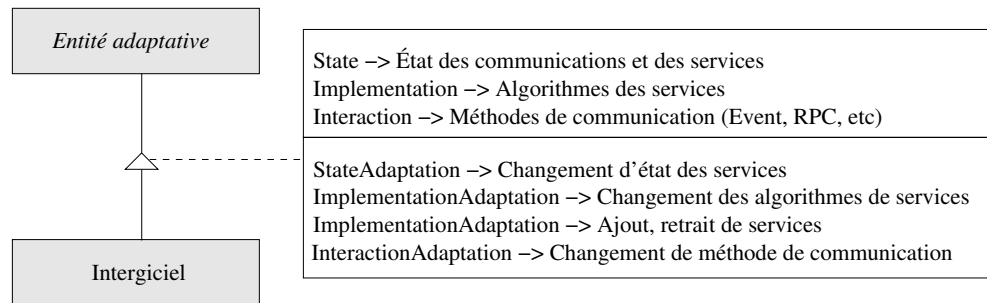 Entité adaptative
State −> État des communications et des services
Implementation −> Algorithmes des services
Interaction −> Méthodes de communication (Event, RPC, etc)
StateAdaptation −> Changement d'état des services
ImplementationAdaptation −> Changement des algorithmes de services
ImplementationAdaptation −> Ajout, retrait de services
InteractionAdaptation −> Changement de méthode de communication
Intergiciel